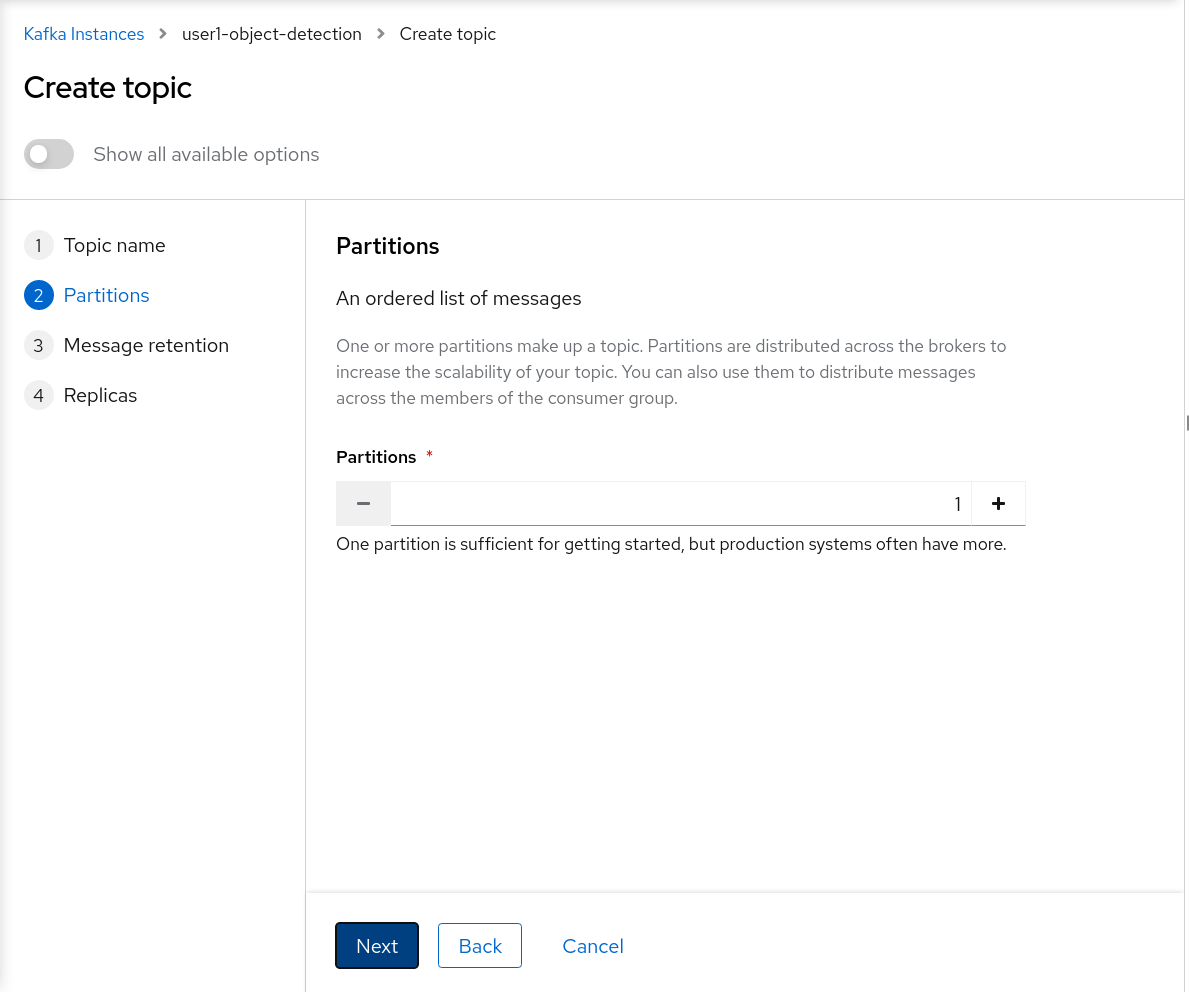 Kafka Instances > user1-object-detection > Create topic
Create topic
Show all available options
1 Topic name
2 Partitions
3 Message retention
4 Replicas
Partitions
An ordered list of messages
One or more partitions make up a topic. Partitions are distributed across the brokers to
increase the scalability of your topic. You can also use them to distribute messages
across the members of the consumer group.
Partitions *
− 1 +
One partition is sufficient for getting started, but production systems often have more.
Next Back Cancel